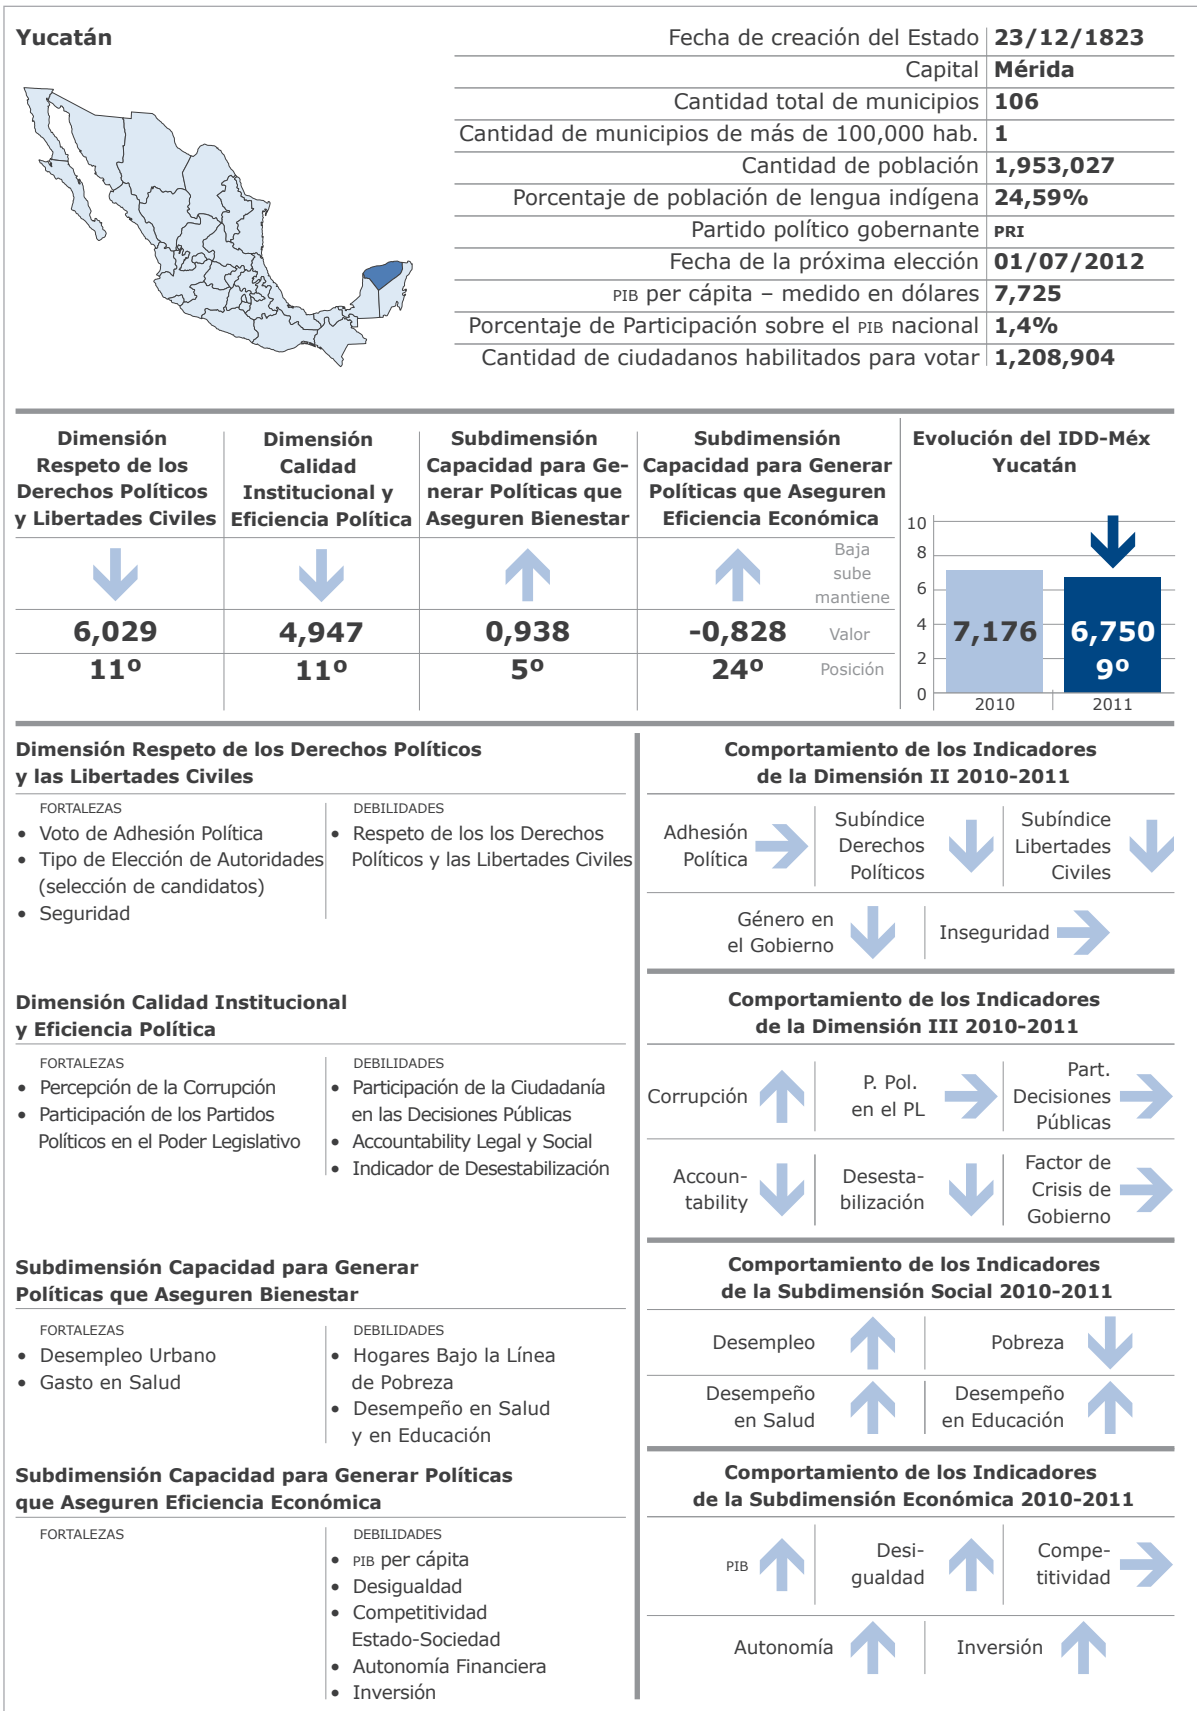 Yucatán
Fecha de creación del Estado 23/12/1823
Capital Mérida
Cantidad total de municipios 106
Cantidad de municipios de más de 100,000 hab. 1
Cantidad de población 1,953,027
Porcentaje de población de lengua indígena 24,59%
Partido político gobernante PRI
Fecha de la próxima elección 01/07/2012
PIB per cápita – medido en dólares 7,725
Porcentaje de Participación sobre el PIB nacional 1,4%
Cantidad de ciudadanos habilitados para votar 1,208,904
Dimensión
Respeto de los
Derechos Políticos
y Libertades Civiles
6,029
11º
Dimensión
Calidad
Institucional y
Eficiencia Política
4,947
11º
Subdimensión
Capacidad para Ge-
nerar Políticas que
Aseguren Bienestar
0,938
5º
Subdimensión
Capacidad para Generar
Políticas que Aseguren
Eficiencia Económica
-0,828
24º
Baja
sube
mantiene
Valor
Posición
Evolución del IDD-Méx
Yucatán
10
8
6
4
2
0
7,176
6,750
9º
2010
2011
Dimensión Respeto de los Derechos Políticos
y las Libertades Civiles
FORTALEZAS
• Voto de Adhesión Política
• Tipo de Elección de Autoridades
(selección de candidatos)
• Seguridad
DEBILIDADES
• Respeto de los los Derechos
Políticos y las Libertades Civiles
Comportamiento de los Indicadores
de la Dimensión II 2010-2011
Adhesión
Política
Subíndice
Derechos
Políticos
Subíndice
Libertades
Civiles
Género en
el Gobierno
Inseguridad
Dimensión Calidad Institucional
y Eficiencia Política
FORTALEZAS
• Percepción de la Corrupción
• Participación de los Partidos
Políticos en el Poder Legislativo
DEBILIDADES
• Participación de la Ciudadanía
en las Decisiones Públicas
• Accountability Legal y Social
• Indicador de Desestabilización
Comportamiento de los Indicadores
de la Dimensión III 2010-2011
Corrupción
P. Pol.
en el PL
Part.
Decisiones
Públicas
Accoun-
tability
Desesta-
bilización
Factor de
Crisis de
Gobierno
Subdimensión Capacidad para Generar
Políticas que Aseguren Bienestar
FORTALEZAS
• Desempleo Urbano
• Gasto en Salud
DEBILIDADES
• Hogares Bajo la Línea
de Pobreza
• Desempeño en Salud
y en Educación
Comportamiento de los Indicadores
de la Subdimensión Social 2010-2011
Desempleo
Pobreza
Desempeño
en Salud
Desempeño
en Educación
Subdimensión Capacidad para Generar Políticas
que Aseguren Eficiencia Económica
FORTALEZAS
DEBILIDADES
• PIB per cápita
• Desigualdad
• Competitividad
Estado-Sociedad
• Autonomía Financiera
• Inversión
Comportamiento de los Indicadores
de la Subdimensión Económica 2010-2011
PIB
Desi-
gualdad
Compe-
titividad
Autonomía
Inversión